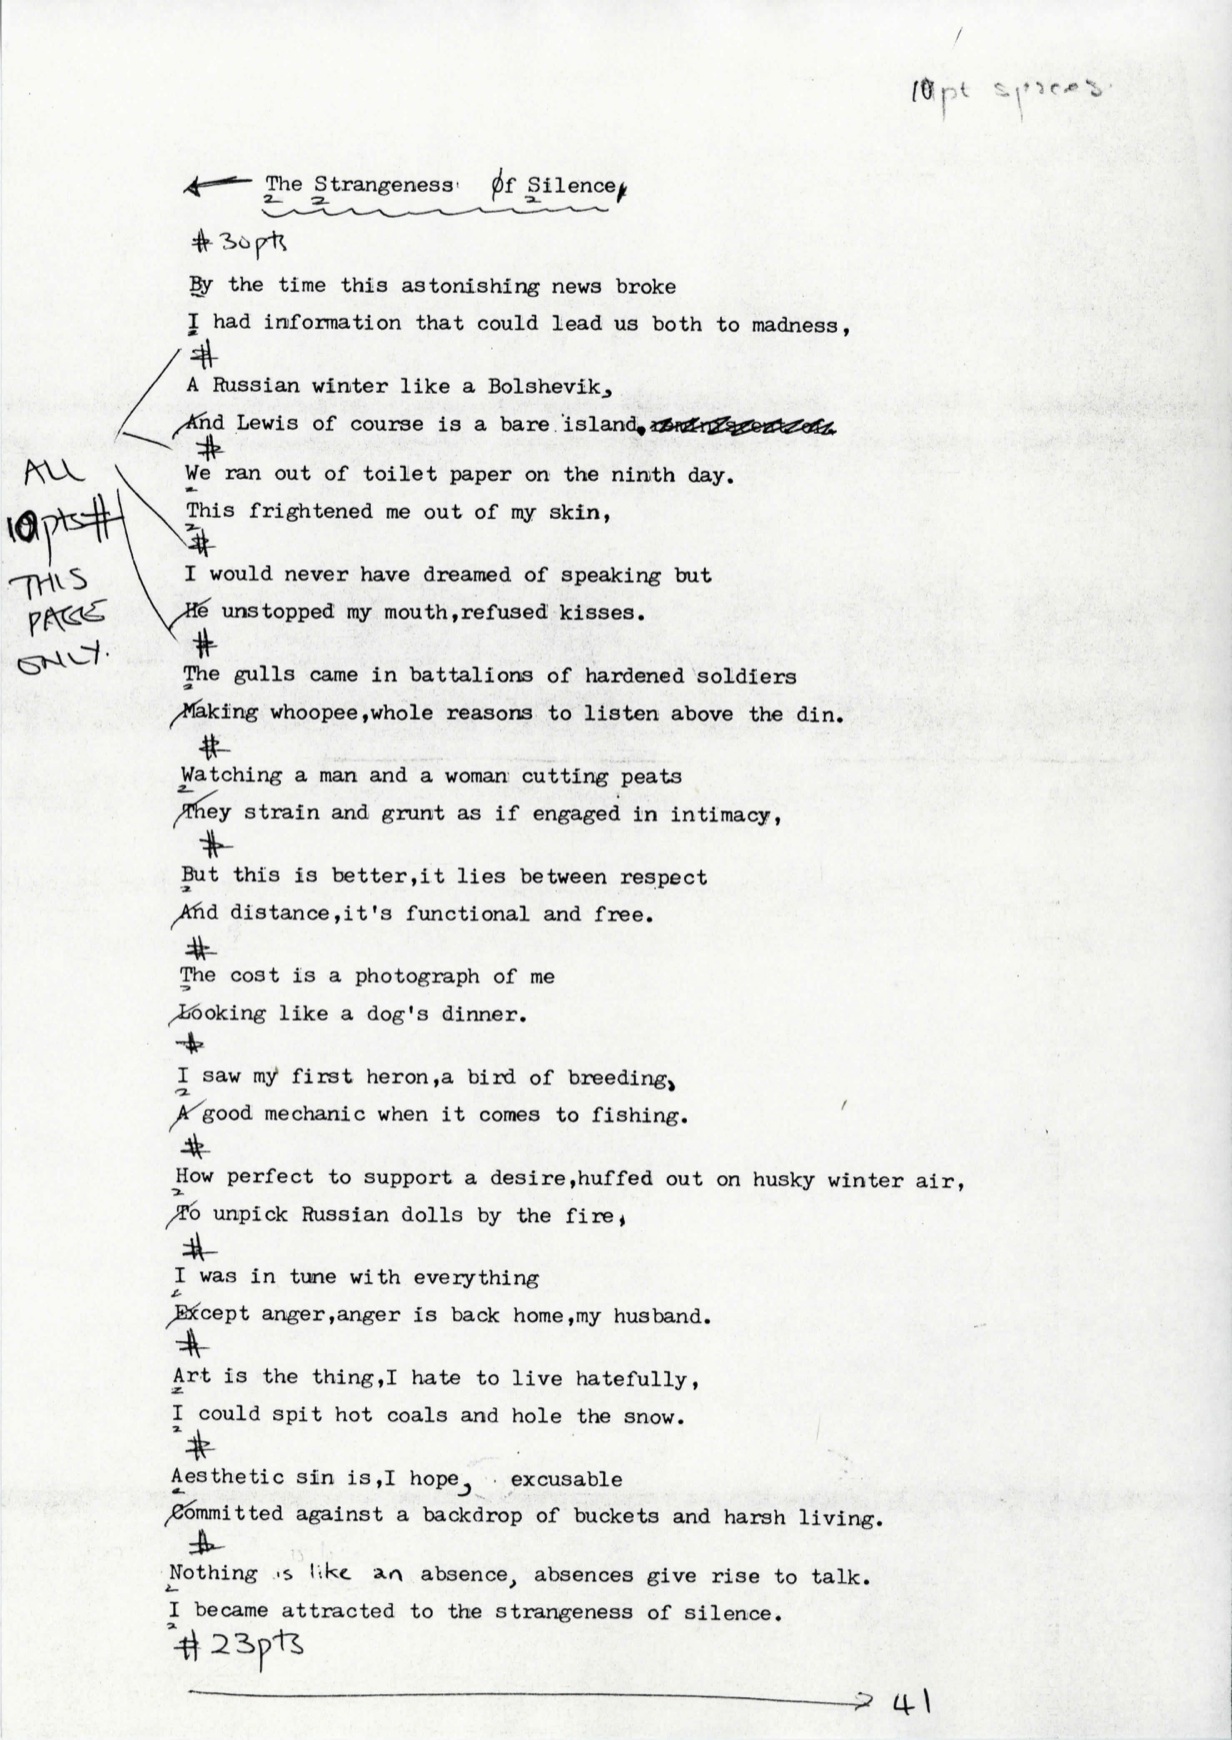 10pt spaces
The Strangeness Of Silence
# 30pts
By the time this astonishing news broke
I had information that could lead us both to madness,
#
A Russian winter like a Bolshevik,
And Lewis of course is a bare island.
#
We ran out of toilet paper on the ninth day.
This frightened me out of my skin,
#
I would never have dreamed of speaking but
He unstopped my mouth,refused kisses.
#
ALL
10pts#
THIS
PAGE
ONLY.
The gulls came in battalions of hardened soldiers
Making whoopee,whole reasons to listen above the din.
#
Watching a man and a woman cutting peats
They strain and grunt as if engaged in intimacy,
#
But this is better,it lies between respect
And distance,it's functional and free.
#
The cost is a photograph of me
Looking like a dog's dinner.
#
I saw my first heron,a bird of breeding,
A good mechanic when it comes to fishing.
#
How perfect to support a desire,huffed out on husky winter air,
To unpick Russian dolls by the fire,
#
I was in tune with everything
Except anger,anger is back home,my husband.
#
Art is the thing,I hate to live hatefully,
I could spit hot coals and hole the snow.
#
Aesthetic sin is,I hope, excusable
Committed against a backdrop of buckets and harsh living.
#
Nothing is like an absence, absences give rise to talk.
I became attracted to the strangeness of silence.
# 23pts
41